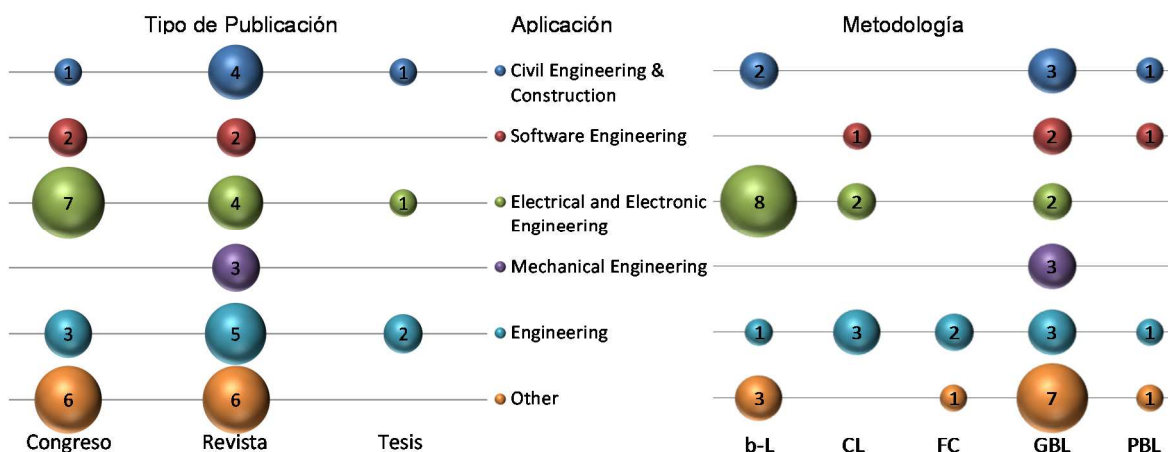 Tipo de Publicación Aplicación Metodología
1 4 1 Civil Engineering & 2 3 1
Construction
2 2 Software Engineering 1 2 1
7 4 1 Electrical and Electronic 8 2 2
Engineering
3 Mechanical Engineering 3
3 5 2 Engineering 1 3 2 3 1
6 6 Other 3 1 7 1
Congreso Revista Tesis b-L CL FC GBL PBL